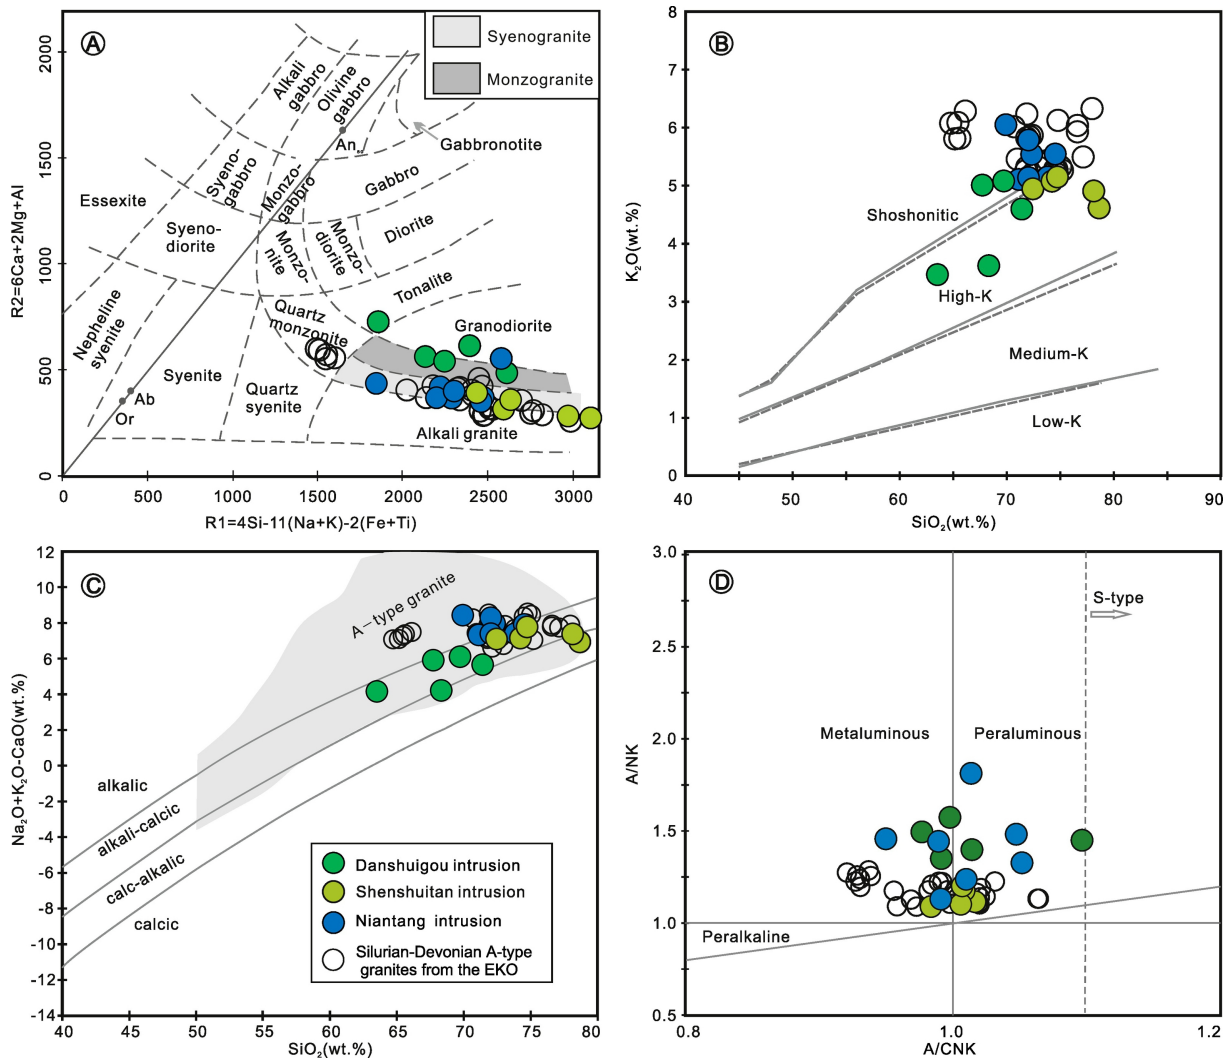 A
Syenogranite
Monzogranite
Alkali
gabbro
Olivine
gabbro
An
Gabbronotite
Syeno-
gabbro
Monzo-
gabbro
Gabbro
Essexite
Syeno-
diorite
Monzo-
nite
Monzo-
diorite
Diorite
Tonalite
Nepheline
syenite
Quartz
monzonite
Granodiorite
Syenite
Ab
Or
Quartz
syenite
Alkali granite
2000
1500
1000
500
0
R2=6Ca+2Mg+Al
0 500 1000 1500 2000 2500 3000
R1=4Si-11(Na+K)-2(Fe+Ti)
B
8
7
6
5
4
3
2
1
0
K₂O(wt.%)
Shoshonitic
High-K
Medium-K
Low-K
40 50 60 70 80 90
SiO₂(wt.%)
C
12
10
8
6
4
2
0
-2
-4
-6
-8
-10
-12
-14
Na₂O+K₂O-CaO(wt.%)
A-type granite
alkalic
alkali-calcic
calc-alkalic
calcic
Danshuigou intrusion
Shenshuitan intrusion
Niantang intrusion
Silurian-Devonian A-type
granites from the EKO
40 45 50 55 60 65 70 75 80
SiO₂(wt.%)
D
3.0
2.5
2.0
1.5
1.0
0.5
A/NK
S-type
Metaluminous
Peraluminous
Peralkaline
0.8 1.0 1.2
A/CNK